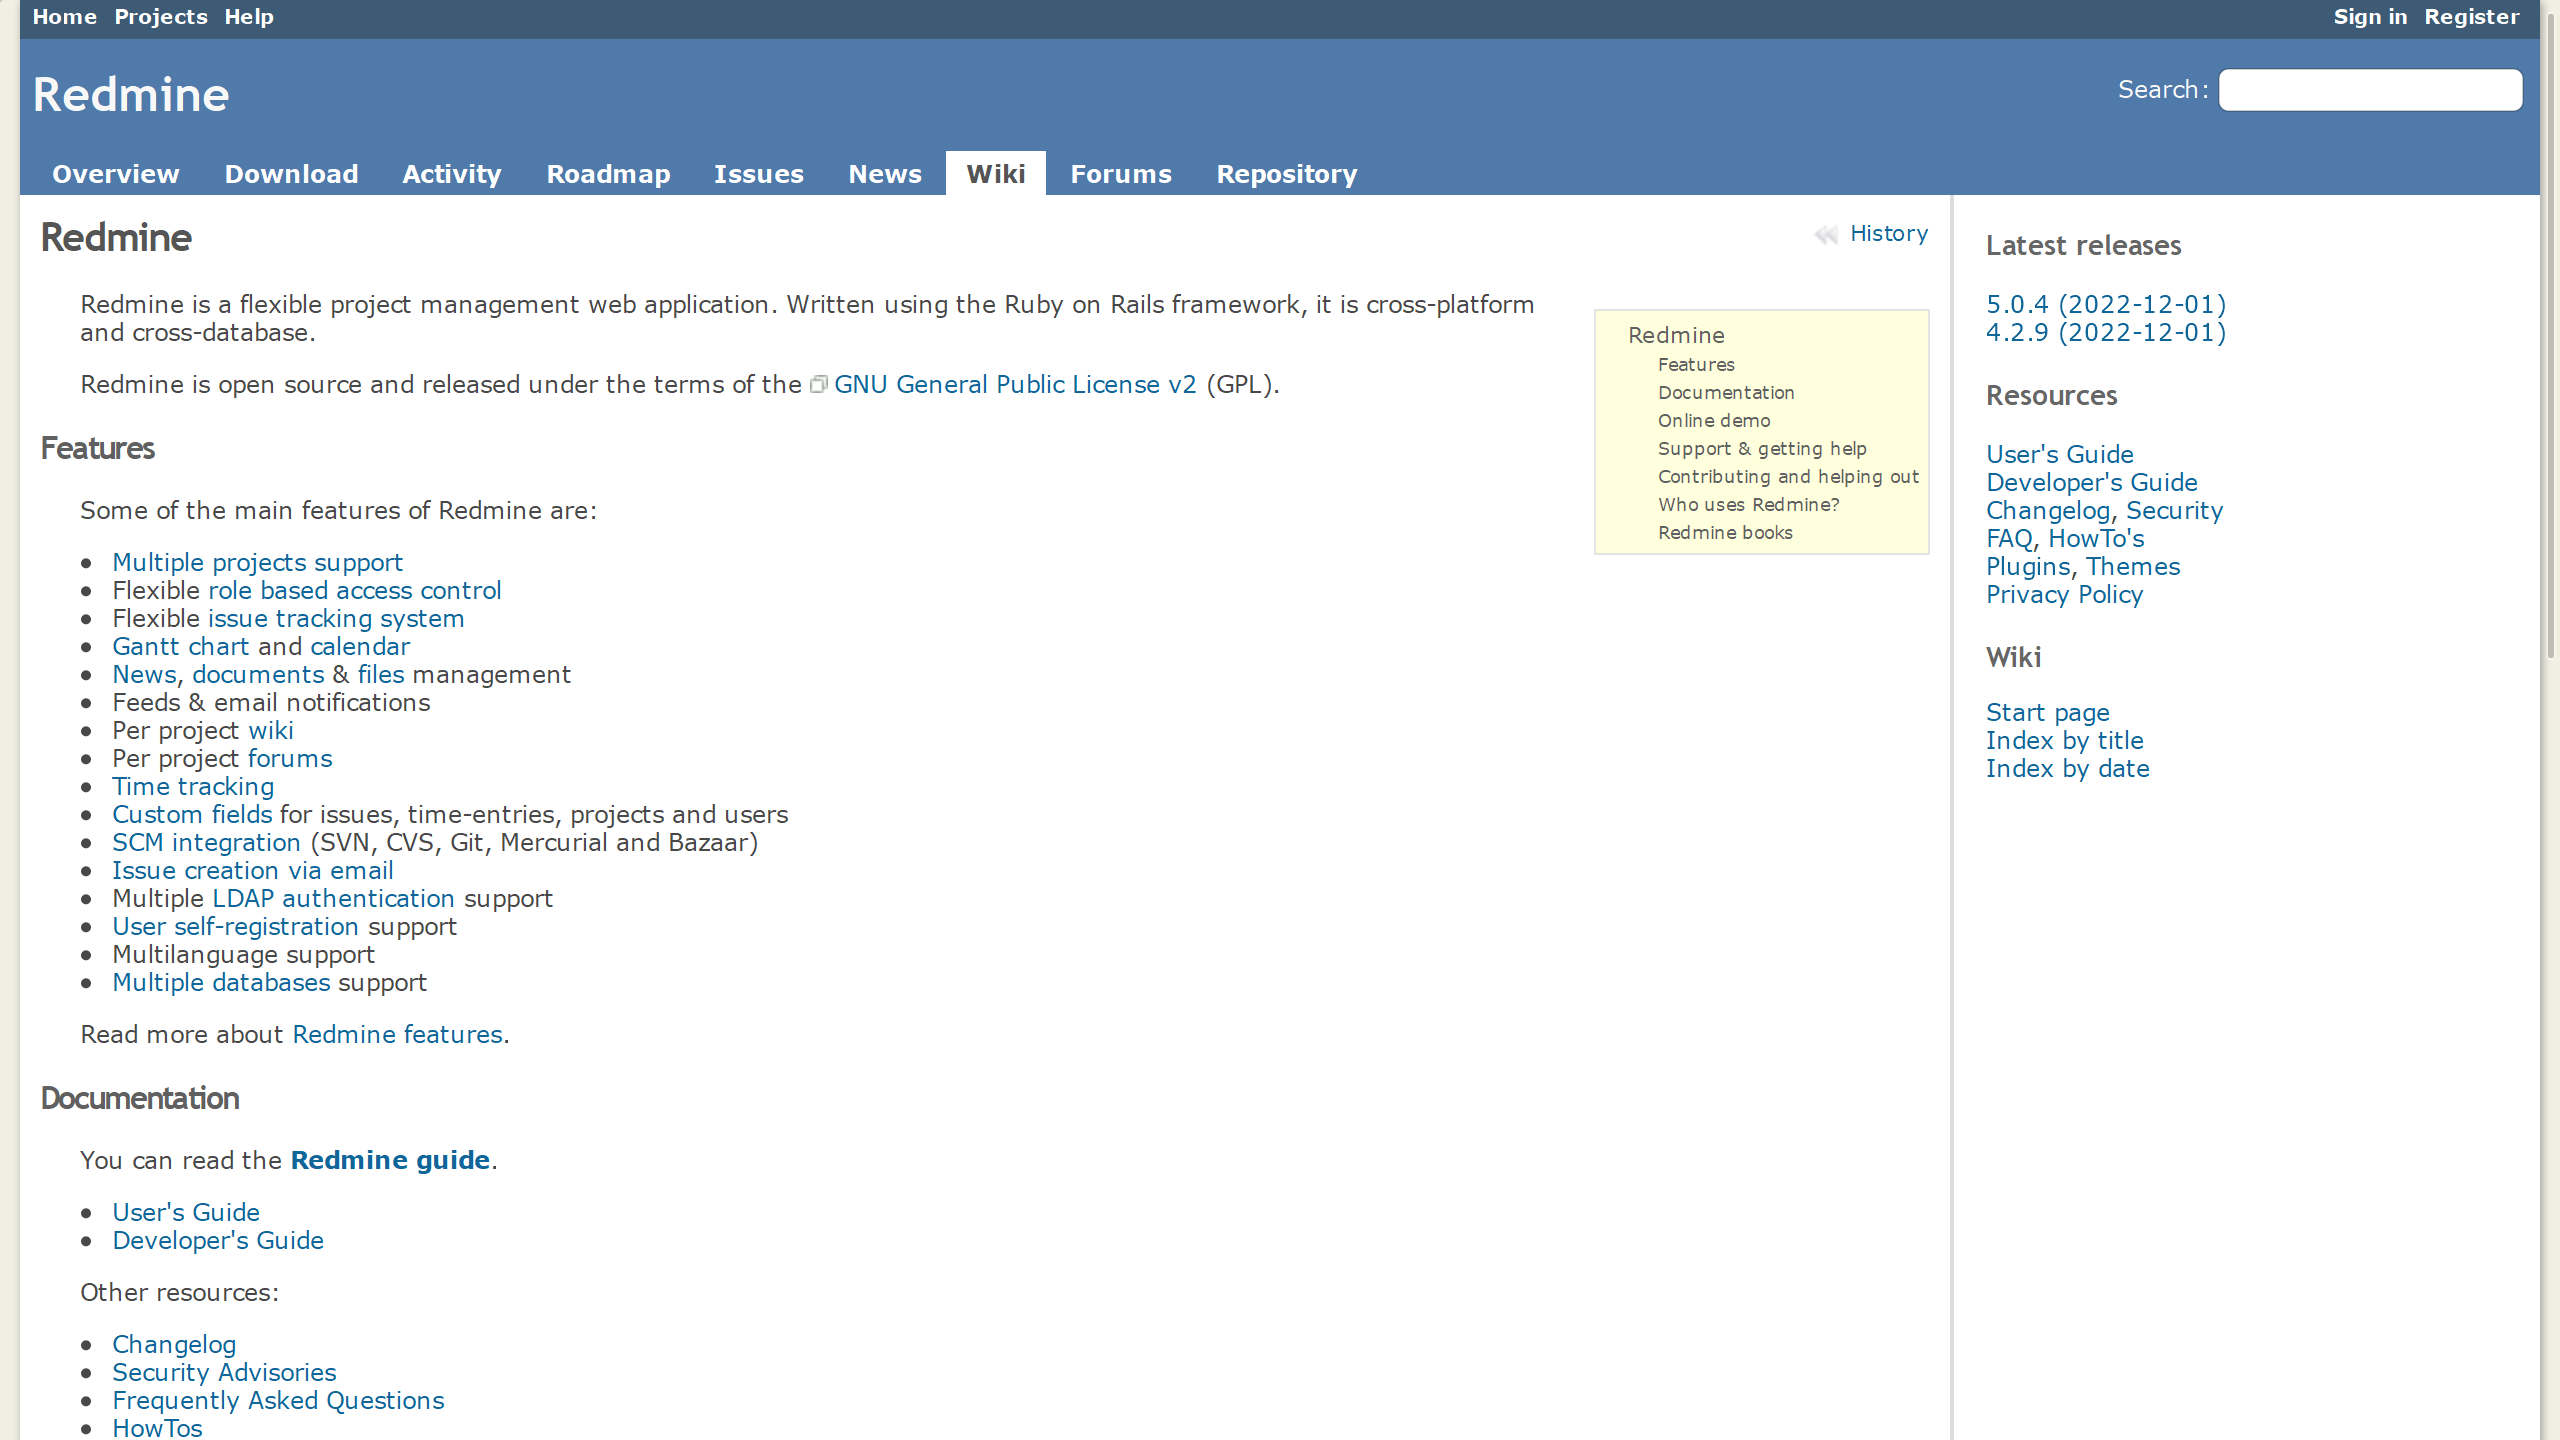 Home Projects Help
Sign in Register
Redmine
Search:
Overview Download Activity Roadmap Issues News Wiki Forums Repository
History
Redmine
Redmine is a flexible project management web application. Written using the Ruby on Rails framework, it is cross-platform
and cross-database.
Redmine is open source and released under the terms of the GNU General Public License v2 (GPL).
Redmine
Features
Documentation
Online demo
Support & getting help
Contributing and helping out
Who uses Redmine?
Redmine books
Features
Some of the main features of Redmine are:
Multiple projects support
Flexible role based access control
Flexible issue tracking system
Gantt chart and calendar
News, documents & files management
Feeds & email notifications
Per project wiki
Per project forums
Time tracking
Custom fields for issues, time-entries, projects and users
SCM integration (SVN, CVS, Git, Mercurial and Bazaar)
Issue creation via email
Multiple LDAP authentication support
User self-registration support
Multilanguage support
Multiple databases support
Read more about Redmine features.
Documentation
You can read the Redmine guide.
User's Guide
Developer's Guide
Other resources:
Changelog
Security Advisories
Frequently Asked Questions
HowTos
Latest releases
5.0.4 (2022-12-01)
4.2.9 (2022-12-01)
Resources
User's Guide
Developer's Guide
Changelog, Security
FAQ, HowTo's
Plugins, Themes
Privacy Policy
Wiki
Start page
Index by title
Index by date